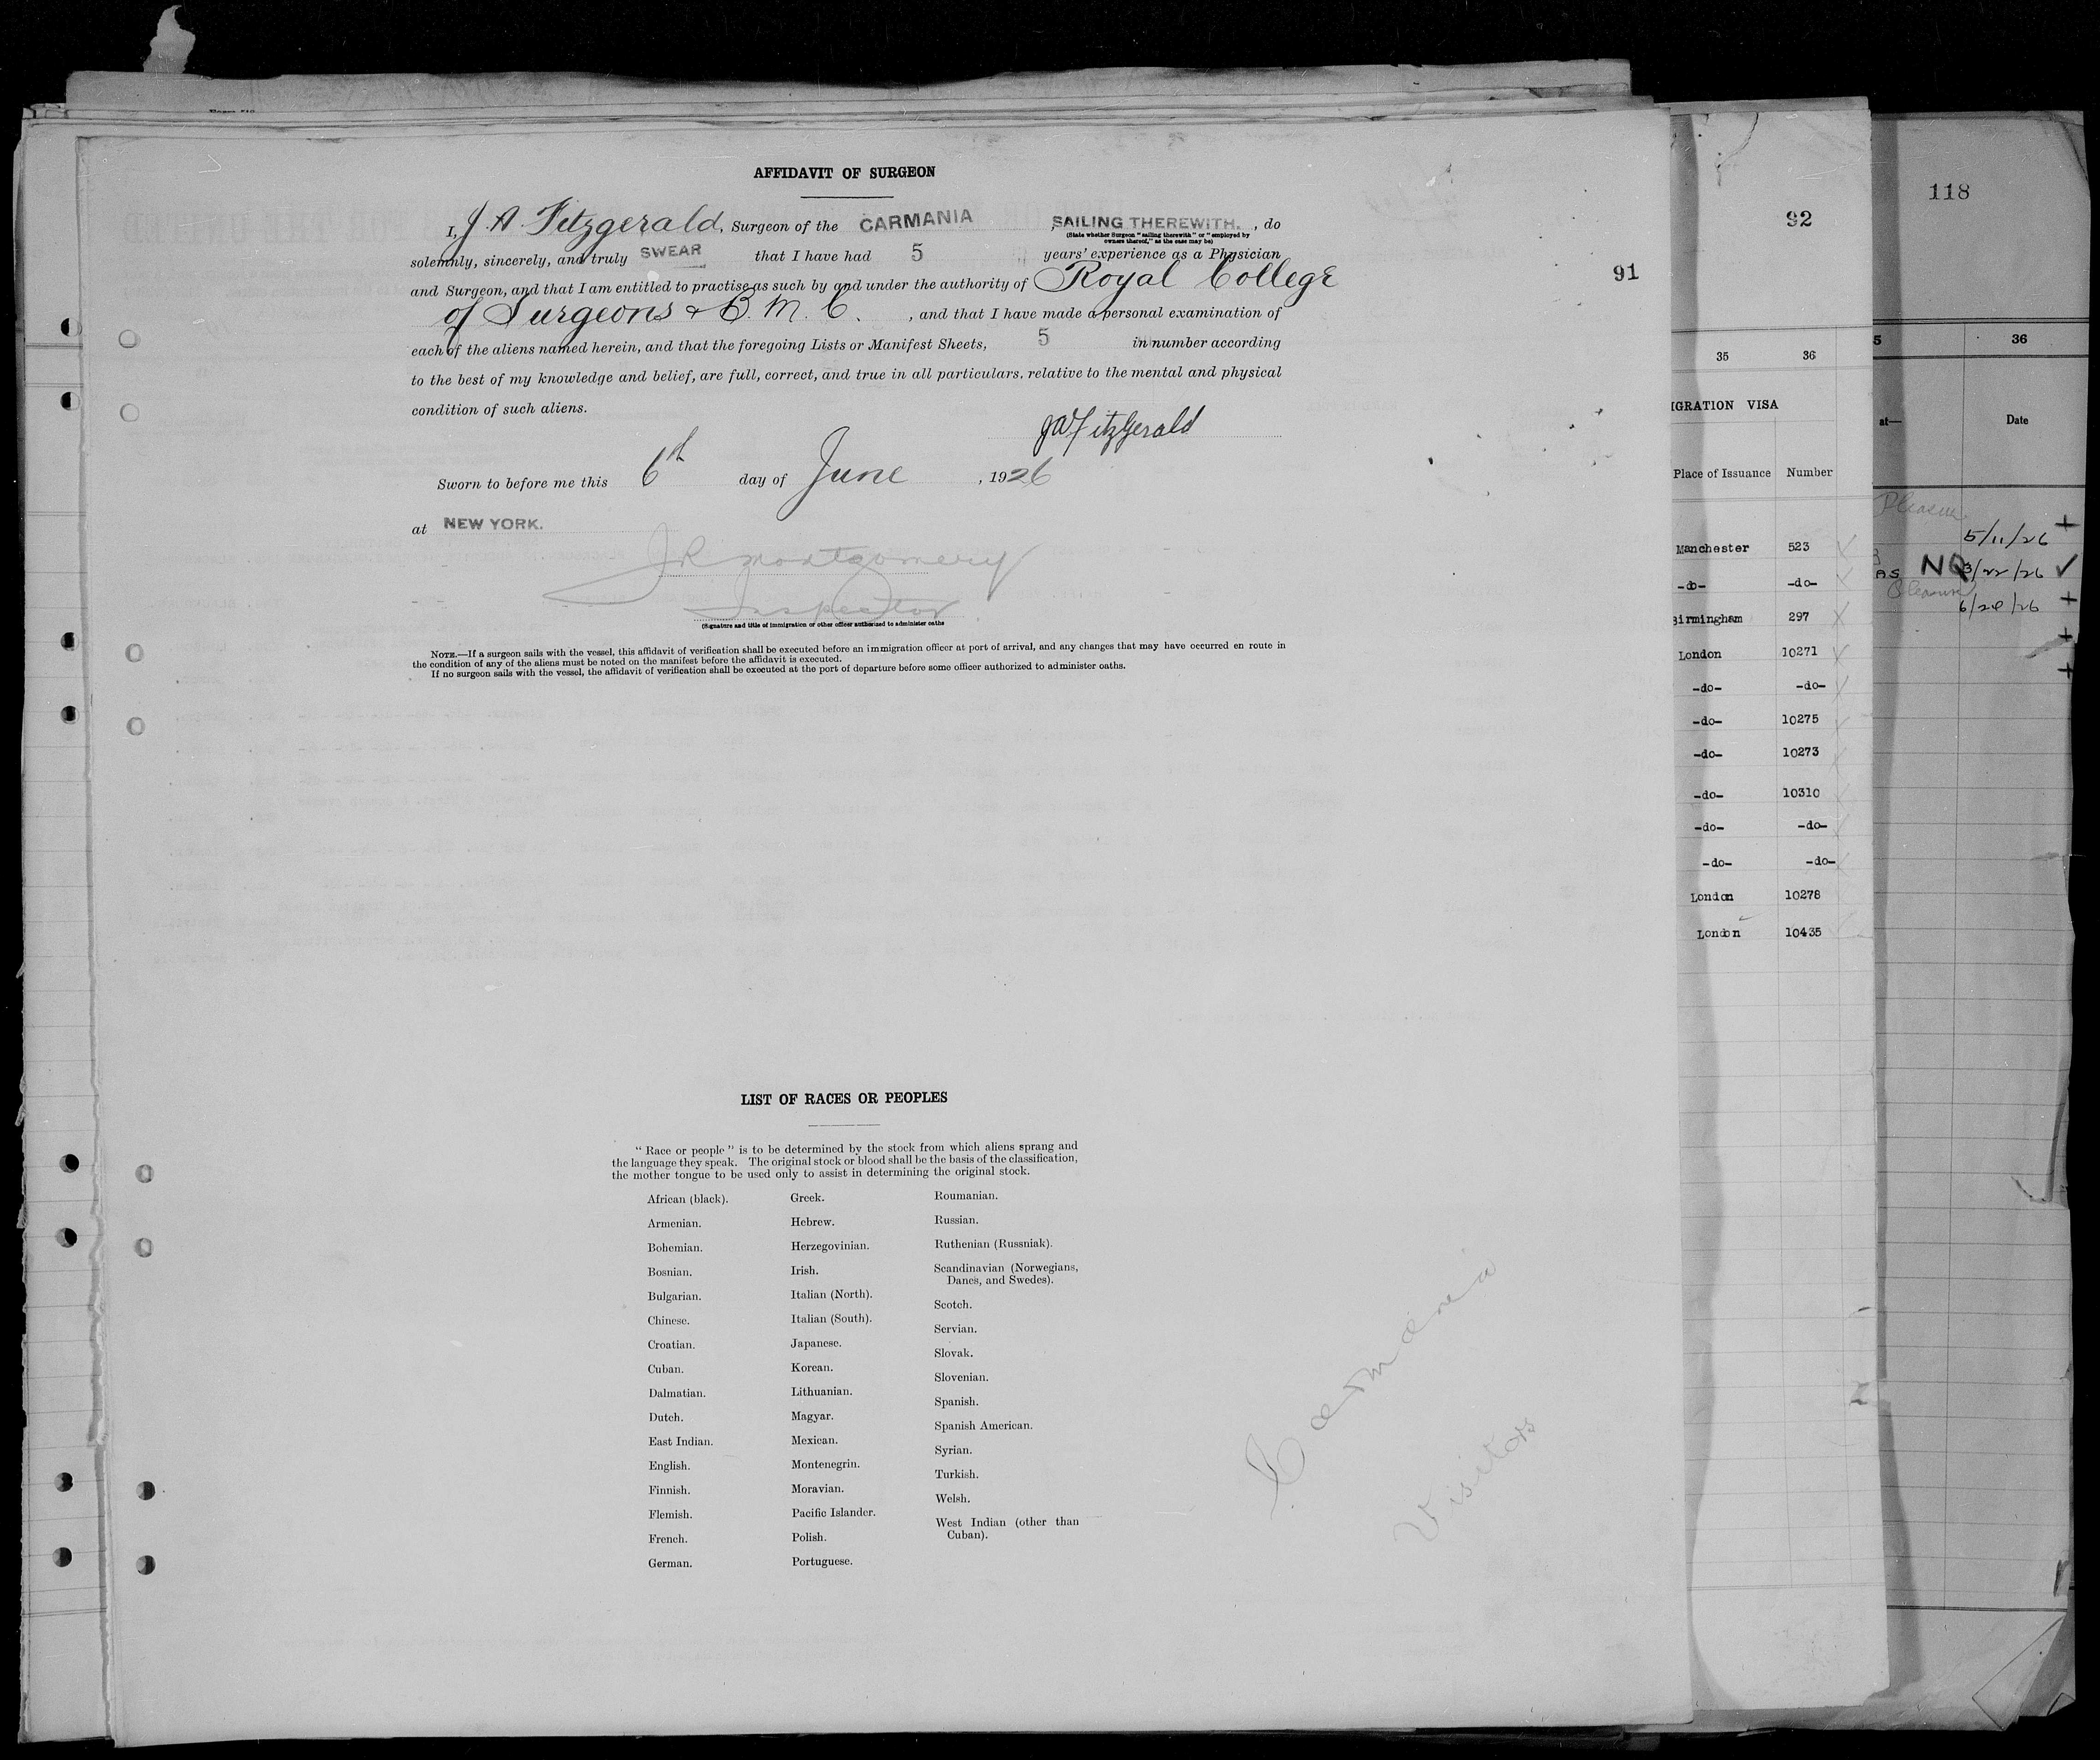 AFFIDAVIT OF SURGEON
I, J. A. Fitzgerald, Surgeon of the CARMANIA, SAILING THEREWITH., do
(State whether Surgeon "sailing therewith" or "employed by
owners thereof," as the case may be)
solemnly, sincerely, and truly SWEAR that I have had 5 years' experience as a Physician
and Surgeon, and that I am entitled to practise as such by and under the authority of Royal College
of Surgeons & B. M. C. , and that I have made a personal examination of
each of the aliens named herein, and that the foregoing Lists or Manifest Sheets, 5 in number according
to the best of my knowledge and belief, are full, correct, and true in all particulars, relative to the mental and physical
condition of such aliens.
JA Fitzgerald
Sworn to before me this 6th day of June , 1926
at NEW YORK.
JR Montgomery
Inspector
(Signature and title of immigration or other officer authorized to administer oaths
NOTE.—If a surgeon sails with the vessel, this affidavit of verification shall be executed before an immigration officer at port of arrival, and any changes that may have occurred en route in
the condition of any of the aliens must be noted on the manifest before the affidavit is executed.
If no surgeon sails with the vessel, the affidavit of verification shall be executed at the port of departure before some officer authorized to administer oaths.
LIST OF RACES OR PEOPLES
"Race or people" is to be determined by the stock from which aliens sprang and
the language they speak. The original stock or blood shall be the basis of the classification,
the mother tongue to be used only to assist in determining the original stock.
African (black).
Armenian.
Bohemian.
Bosnian.
Bulgarian.
Chinese.
Croatian.
Cuban.
Dalmatian.
Dutch.
East Indian.
English.
Finnish.
Flemish.
French.
German.
Greek.
Hebrew.
Herzegovinian.
Irish.
Italian (North).
Italian (South).
Japanese.
Korean.
Lithuanian.
Magyar.
Mexican.
Montenegrin.
Moravian.
Pacific Islander.
Polish.
Portuguese.
Roumanian.
Russian.
Ruthenian (Russniak).
Scandinavian (Norwegians,
Danes, and Swedes).
Scotch.
Servian.
Slovak.
Slovenian.
Spanish.
Spanish American.
Syrian.
Turkish.
Welsh.
West Indian (other than
Cuban).
Carmania
Visitors
91
92
35 36
IGRATION VISA
Place of Issuance Number
Manchester 523
-do- -do-
Birmingham 297
London 10271
-do- -do-
-do- 10275
-do- 10273
-do- 10310
-do- -do-
-do- -do-
London 10278
London 10435
118
5 36
at— Date
Pleasure
5/11/26 +
AS NQ 3/22/26 ✓
Pleasure
6/24/26 +
+
+